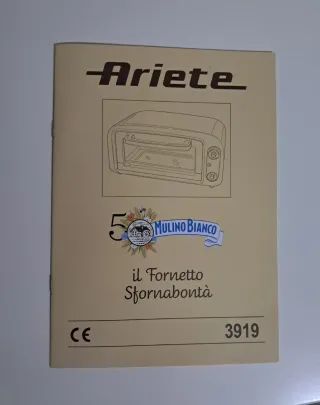 Ariete
50 MULINO BIANCO
il Fornetto
Sfornabontà
CE 3919